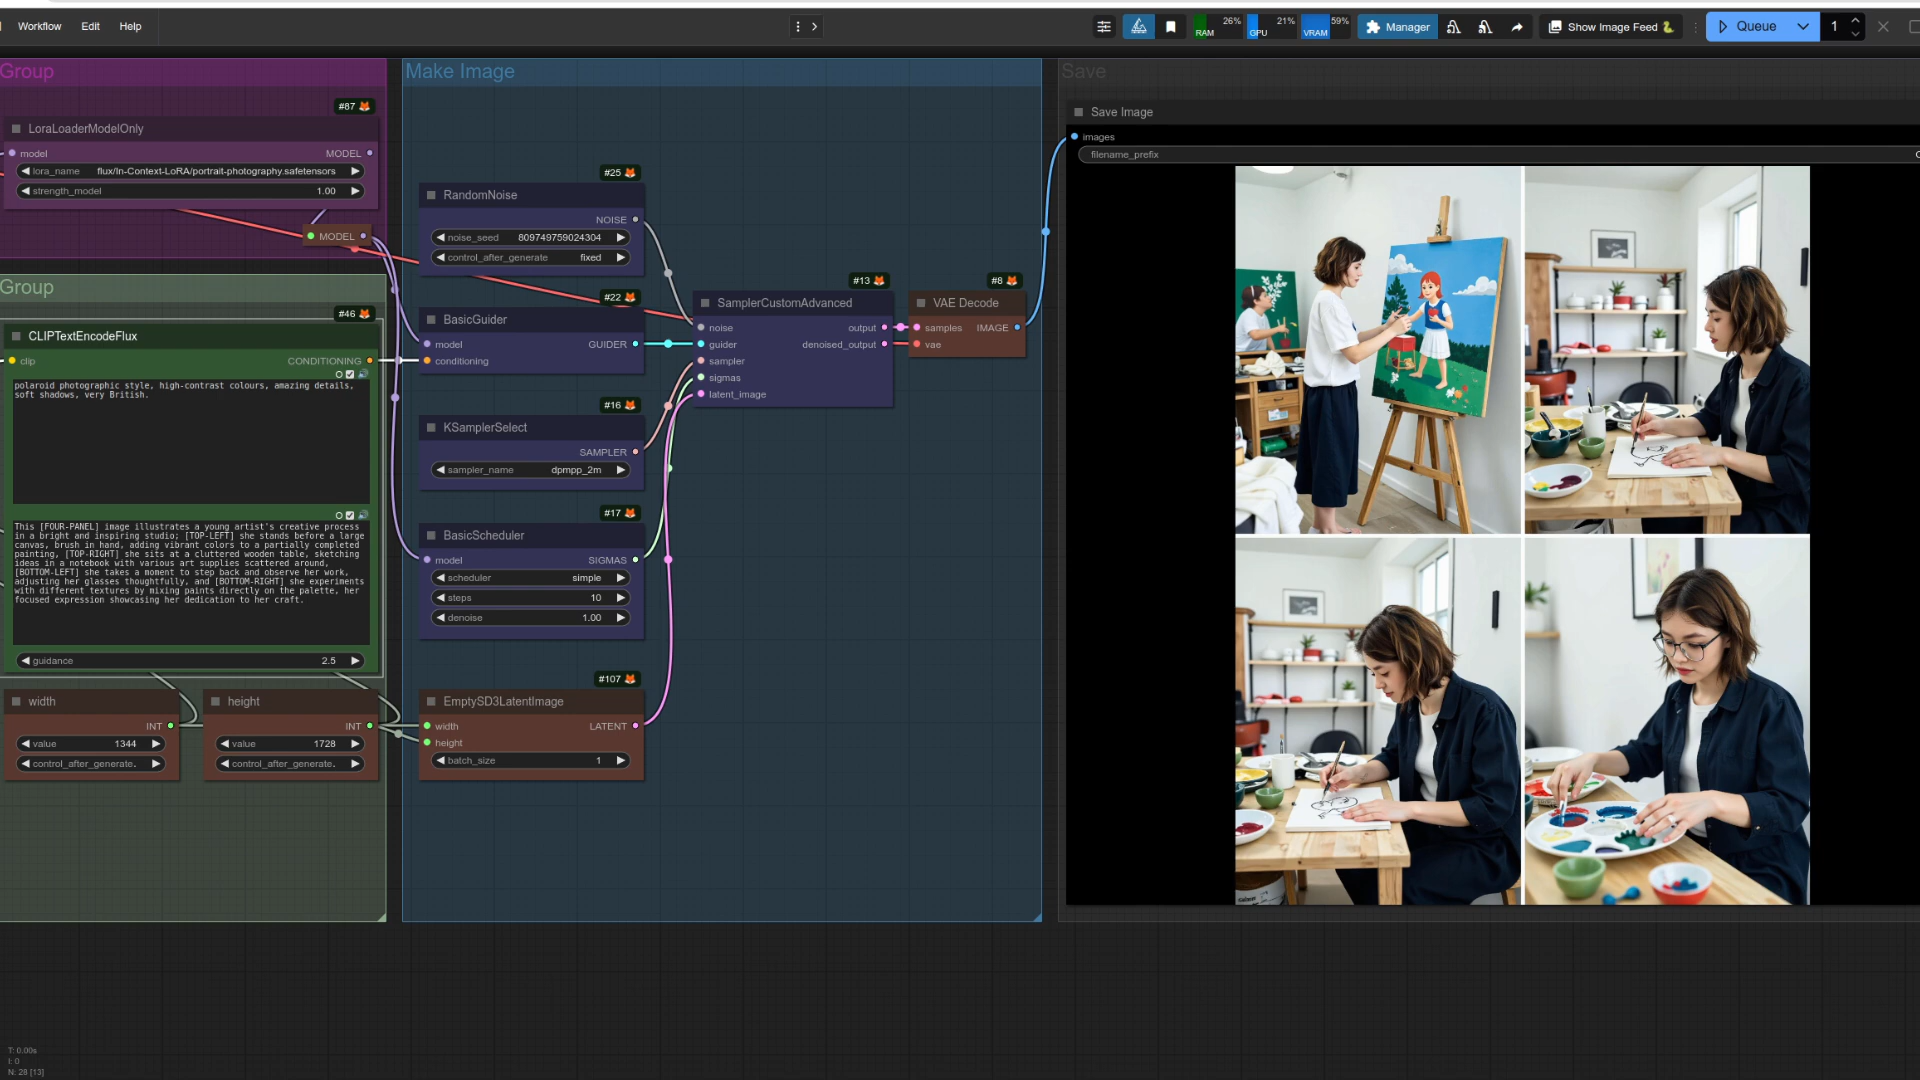 Workflow
Edit
Help
26%
RAM
21%
GPU
59%
VRAM
Manager
Show Image Feed
Queue
1
Group
#87
LoraLoaderModelOnly
model
MODEL
lora_name
flux/In-Context-LoRA/portrait-photography.safetensors
strength_model
1.00
MODEL
Group
#46
CLIPTextEncodeFlux
clip
CONDITIONING
polaroid photographic style, high-contrast colours, amazing details,
soft shadows, very British.
This [FOUR-PANEL] image illustrates a young artist's creative process
in a bright and inspiring studio; [TOP-LEFT] she stands before a large
canvas, brush in hand, adding vibrant colors to a partially completed
painting, [TOP-RIGHT] she sits at a cluttered wooden table, sketching
ideas in a notebook with various art supplies scattered around,
[BOTTOM-LEFT] she takes a moment to step back and observe her work,
adjusting her glasses thoughtfully, and [BOTTOM-RIGHT] she experiments
with different textures by mixing paints directly on the palette, her
focused expression showcasing her dedication to her craft.
guidance
2.5
width
INT
value
1344
control_after_generate.
height
INT
value
1728
control_after_generate.
Make Image
#25
RandomNoise
NOISE
noise_seed
809749759024304
control_after_generate
fixed
#22
BasicGuider
model
GUIDER
conditioning
#16
KSamplerSelect
SAMPLER
sampler_name
dpmpp_2m
#17
BasicScheduler
model
SIGMAS
scheduler
simple
steps
10
denoise
1.00
#107
EmptySD3LatentImage
width
LATENT
height
batch_size
1
#13
SamplerCustomAdvanced
noise
output
guider
denoised_output
sampler
sigmas
latent_image
#8
VAE Decode
samples
IMAGE
vae
Save
Save Image
images
filename_prefix
T: 0.00s
I: 0
N: 28 [13]